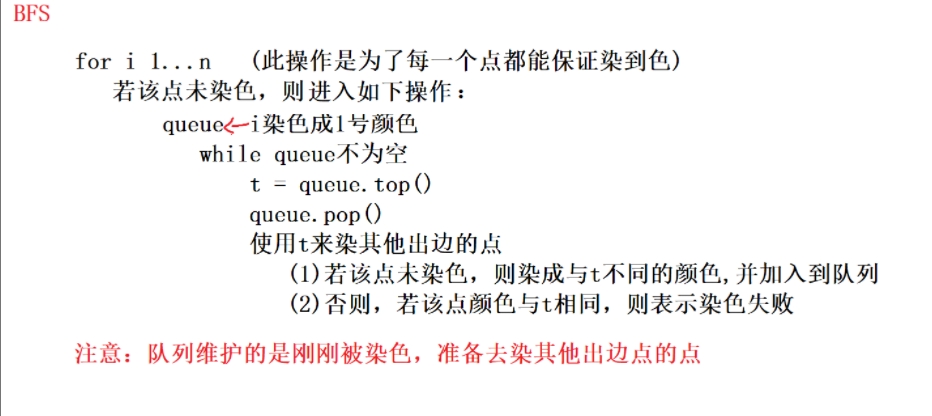 BFS
for i 1...n (此操作是为了每一个点都能保证染到色)
若该点未染色，则进入如下操作：
queue←i染色成1号颜色
while queue不为空
t = queue.top()
queue.pop()
使用t来染其他出边的点
(1)若该点未染色，则染成与t不同的颜色,并加入到队列
(2)否则，若该点颜色与t相同，则表示染色失败
注意：队列维护的是刚刚被染色，准备去染其他出边点的点